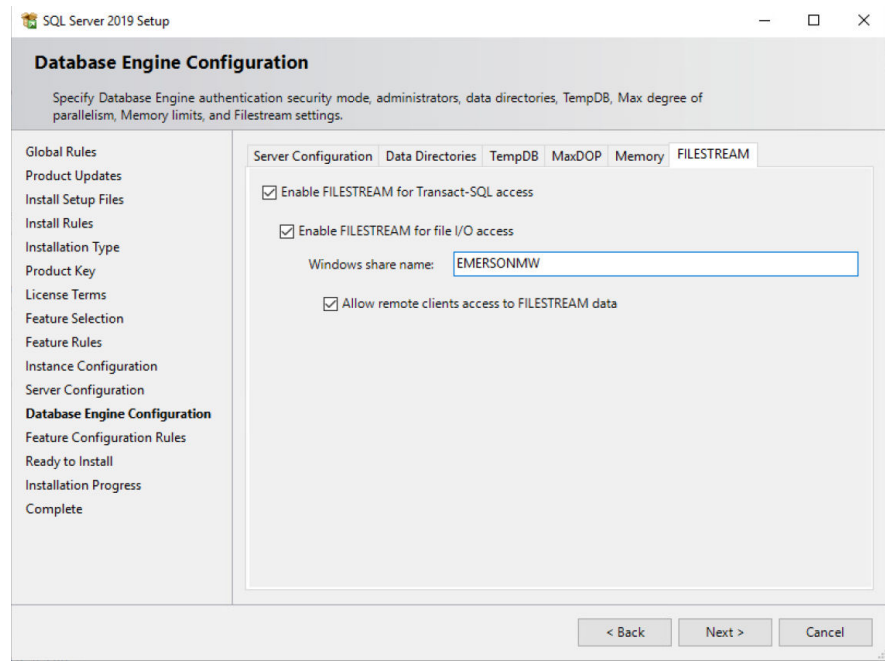 SQL Server 2019 Setup
Database Engine Configuration
Specify Database Engine authentication security mode, administrators, data directories, TempDB, Max degree of
parallelism, Memory limits, and Filestream settings.
Global Rules
Product Updates
Install Setup Files
Install Rules
Installation Type
Product Key
License Terms
Feature Selection
Feature Rules
Instance Configuration
Server Configuration
Database Engine Configuration
Feature Configuration Rules
Ready to Install
Installation Progress
Complete
Server Configuration Data Directories TempDB MaxDOP Memory FILESTREAM
Enable FILESTREAM for Transact-SQL access
Enable FILESTREAM for file I/O access
Windows share name: EMERSONMW
Allow remote clients access to FILESTREAM data
< Back Next > Cancel